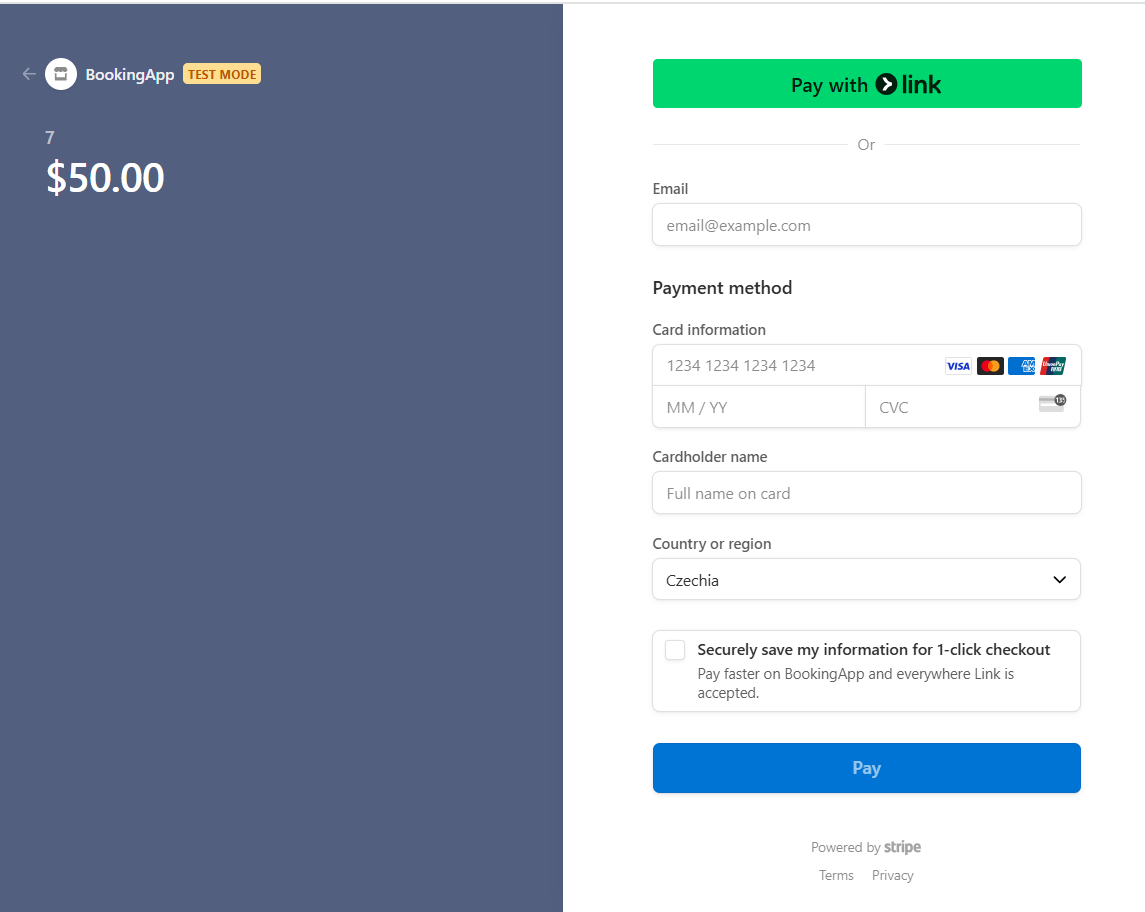 BookingApp TEST MODE
7
$50.00
Pay with link
Or
Email
email@example.com
Payment method
Card information
1234 1234 1234 1234 VISA
MM / YY CVC
Cardholder name
Full name on card
Country or region
Czechia
Securely save my information for 1-click checkout
Pay faster on BookingApp and everywhere Link is
accepted.
Pay
Powered by stripe
Terms Privacy